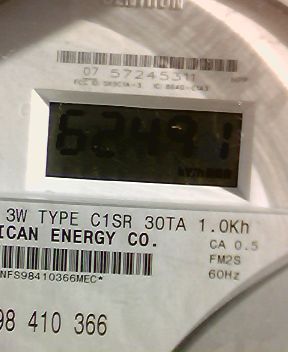 CENTRON
07 57245311
62491
3W TYPE C1SR 30TA 1.0Kh
ICAN ENERGY CO.
CA 0.5
FM2S
NFS98410366MEC*
60Hz
98 410 366